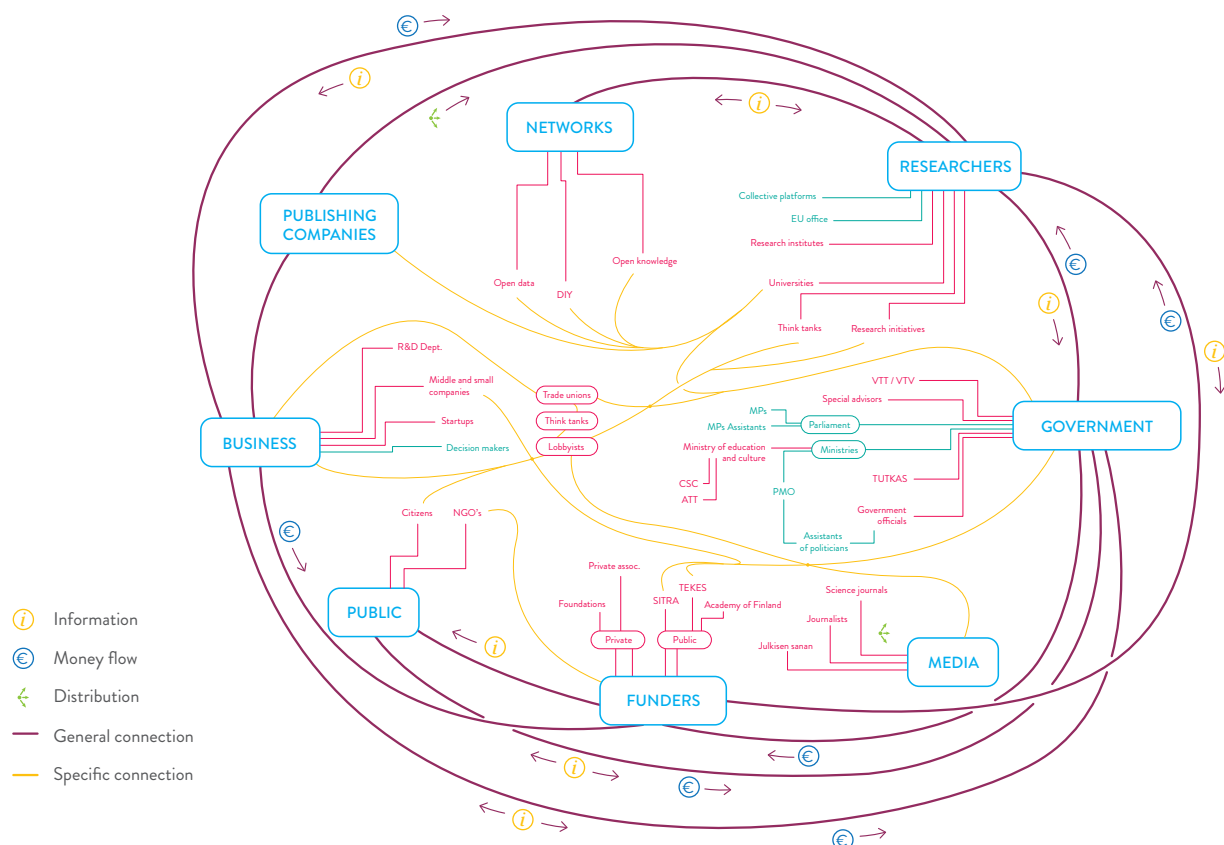 €
i
i
NETWORKS
RESEARCHERS
PUBLISHING
COMPANIES
Collective platforms
EU office
Research institutes
€
Open knowledge
Open data
DIY
Universities
i
€
Think tanks
Research initiatives
i
R&D Dept.
Middle and small
companies
Startups
Decision makers
BUSINESS
Trade unions
Think tanks
Lobbyists
VTT / VTV
Special advisors
MPs
MPs Assistants
Parliament
GOVERNMENT
Ministry of education
and culture
Ministries
CSC
ATT
PMO
TUTKAS
Government
officials
Assistants
of politicians
Citizens
NGO's
€
PUBLIC
i
Private assoc.
Foundations
Private
SITRA
TEKES
Academy of Finland
Public
FUNDERS
Science journals
Journalists
Julkisen sanan
MEDIA
i Information
€ Money flow
Distribution
General connection
Specific connection
€
i
€
i
€